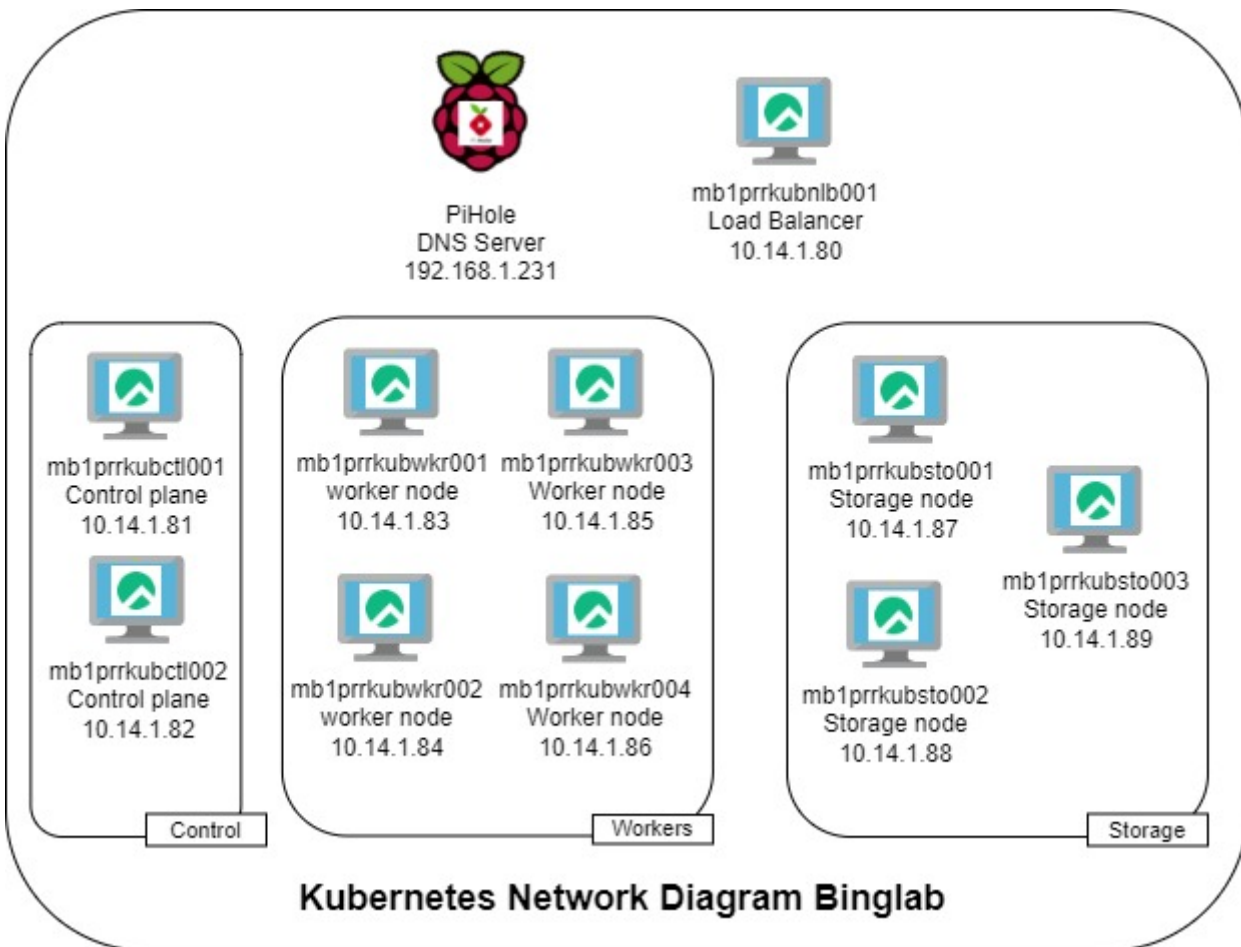 PiHole
DNS Server
192.168.1.231
mb1prrkubnlb001
Load Balancer
10.14.1.80
mb1prrkubctl001
Control plane
10.14.1.81
mb1prrkubctl002
Control plane
10.14.1.82
Control
mb1prrkubwkr001
worker node
10.14.1.83
mb1prrkubwkr003
Worker node
10.14.1.85
mb1prrkubwkr002
worker node
10.14.1.84
mb1prrkubwkr004
Worker node
10.14.1.86
Workers
mb1prrkubsto001
Storage node
10.14.1.87
mb1prrkubsto003
Storage node
10.14.1.89
mb1prrkubsto002
Storage node
10.14.1.88
Storage
Kubernetes Network Diagram Binglab